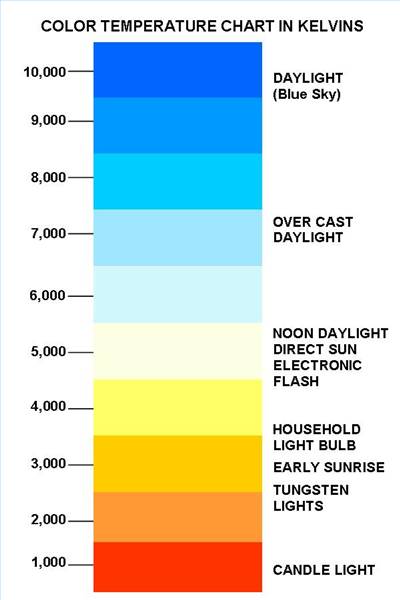 COLOR TEMPERATURE CHART IN KELVINS
10,000
DAYLIGHT
(Blue Sky)
9,000
8,000
7,000
OVER CAST
DAYLIGHT
6,000
5,000
NOON DAYLIGHT
DIRECT SUN
ELECTRONIC
FLASH
4,000
HOUSEHOLD
LIGHT BULB
3,000
EARLY SUNRISE
TUNGSTEN
LIGHTS
2,000
1,000
CANDLE LIGHT